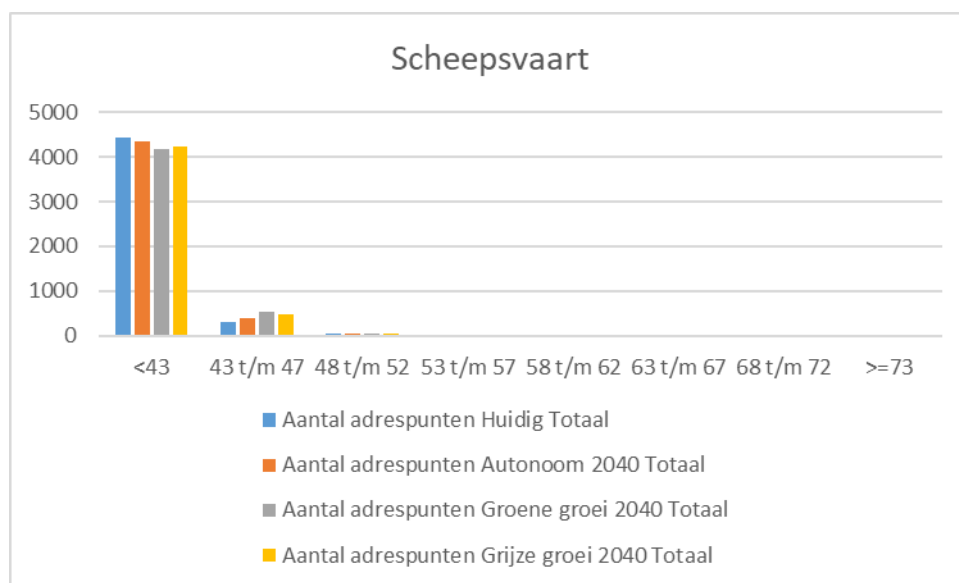 Scheepsvaart
5000
4000
3000
2000
1000
0
<43 43 t/m 47 48 t/m 52 53 t/m 57 58 t/m 62 63 t/m 67 68 t/m 72 >=73
Aantal adrespunten Huidig Totaal
Aantal adrespunten Autonoom 2040 Totaal
Aantal adrespunten Groene groei 2040 Totaal
Aantal adrespunten Grijze groei 2040 Totaal